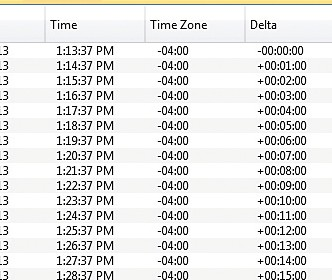 Time Time Zone Delta
13 1:13:37 PM -04:00 -00:00:00
13 1:14:37 PM -04:00 +00:01:00
13 1:15:37 PM -04:00 +00:02:00
13 1:16:37 PM -04:00 +00:03:00
13 1:17:37 PM -04:00 +00:04:00
13 1:18:37 PM -04:00 +00:05:00
13 1:19:37 PM -04:00 +00:06:00
13 1:20:37 PM -04:00 +00:07:00
13 1:21:37 PM -04:00 +00:08:00
13 1:22:37 PM -04:00 +00:09:00
13 1:23:37 PM -04:00 +00:10:00
13 1:24:37 PM -04:00 +00:11:00
13 1:25:37 PM -04:00 +00:12:00
13 1:26:37 PM -04:00 +00:13:00
13 1:27:37 PM -04:00 +00:14:00
13 1:28:37 PM -04:00 +00:15:00